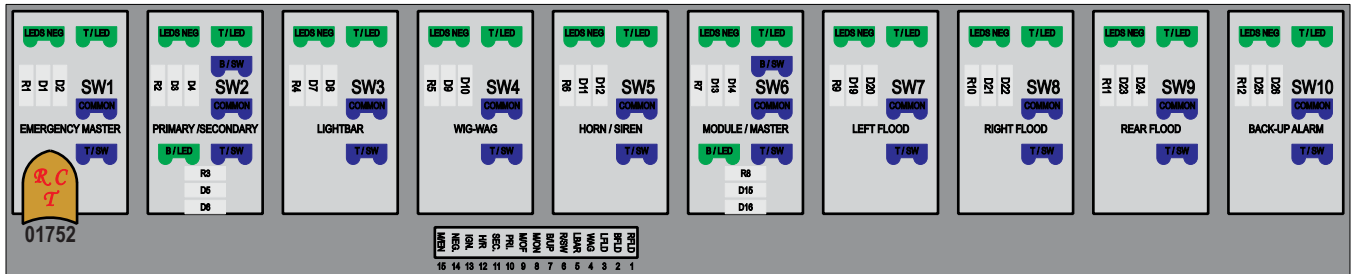 LEDS NEG T / LED LEDS NEG T / LED LEDS NEG T / LED LEDS NEG T / LED LEDS NEG T / LED LEDS NEG T / LED LEDS NEG T / LED LEDS NEG T / LED LEDS NEG T / LED LEDS NEG T / LED
B / SW B / SW
R1 D1 D2 SW1 R2 D3 D4 SW2 R4 D7 D8 SW3 R5 D9 D10 SW4 R6 D11 D12 SW5 R7 D13 D14 SW6 R9 D19 D20 SW7 R10 D21 D22 SW8 R11 D23 D24 SW9 R12 D25 D26 SW10
COMMON COMMON COMMON COMMON COMMON COMMON COMMON COMMON COMMON COMMON
EMERGENCY MASTER PRIMARY /SECONDARY LIGHTBAR WIG-WAG HORN / SIREN MODULE / MASTER LEFT FLOOD RIGHT FLOOD REAR FLOOD BACK-UP ALARM
T / SW B / LED T / SW T / SW T / SW T / SW B / LED T / SW T / SW T / SW T / SW T / SW
R C
T
R3 R8
D5 D15
D6 D16
01752
MEN NEG. IGN. H/R SEC. PRI. MOF MON B/UP R/SW LBAR WAG LFLD BFLD RFLD
15 14 13 12 11 10 9 8 7 6 5 4 3 2 1